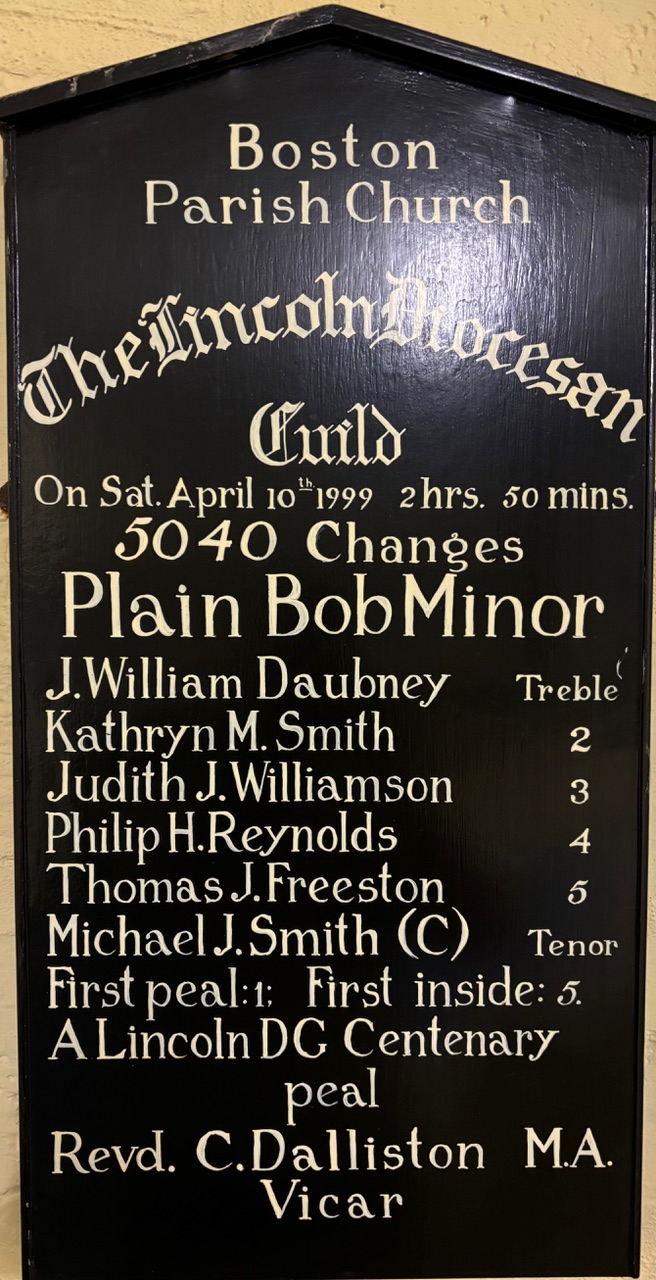 Boston
Parish Church
The Lincoln Diocesan
Guild
On Sat. April 10th 1999 2hrs. 50 mins.
5040 Changes
Plain Bob Minor
J. William Daubney Treble
Kathryn M. Smith 2
Judith J. Williamson 3
Philip H. Reynolds 4
Thomas J. Freeston 5
Michael J. Smith (C) Tenor
First peal: 1; First inside: 5.
A Lincoln DG Centenary
peal
Revd. C. Dalliston M.A.
Vicar